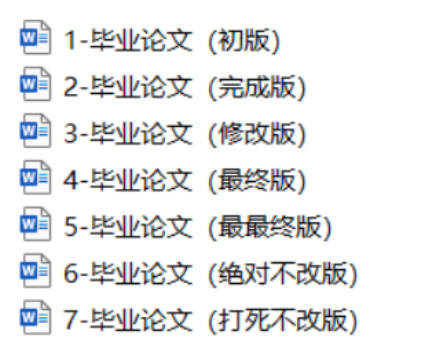 1-毕业论文 (初版)
2-毕业论文 (完成版)
3-毕业论文 (修改版)
4-毕业论文 (最终版)
5-毕业论文 (最最终版)
6-毕业论文 (绝对不改版)
7-毕业论文 (打死不改版)